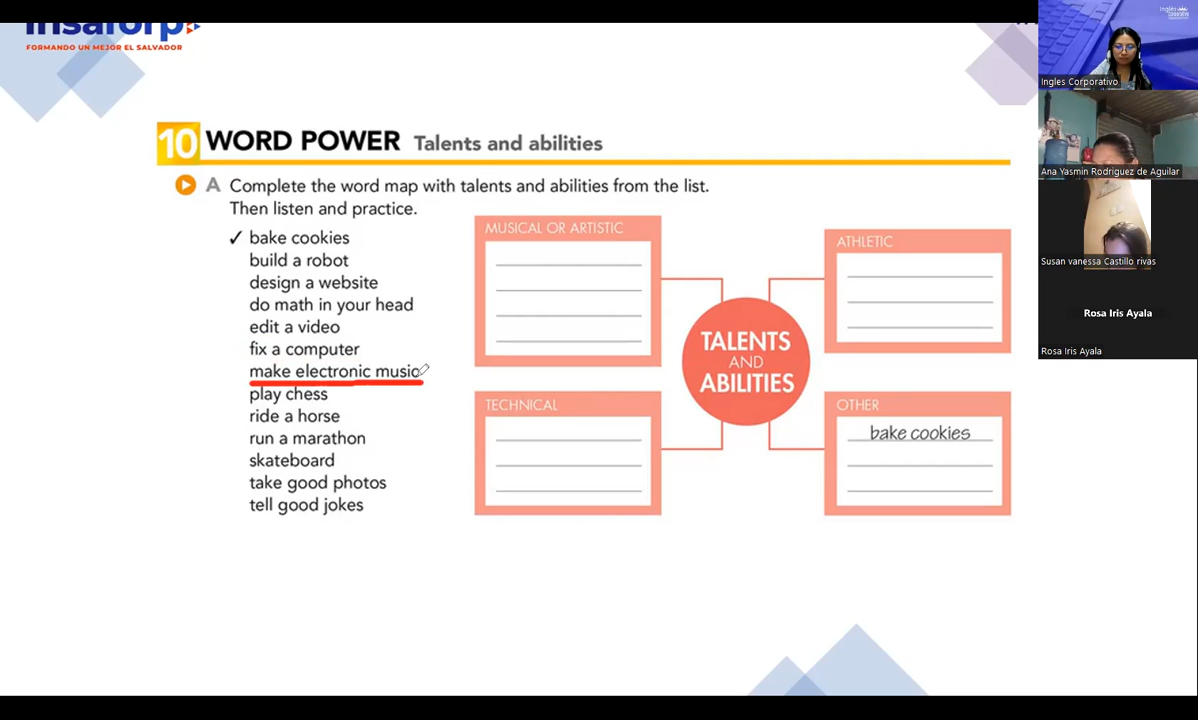 insaforp
FORMANDO UN MEJOR EL SALVADOR
10 WORD POWER Talents and abilities
A Complete the word map with talents and abilities from the list.
Then listen and practice.
✓ bake cookies
build a robot
design a website
do math in your head
edit a video
fix a computer
make electronic music
play chess
ride a horse
run a marathon
skateboard
take good photos
tell good jokes
MUSICAL OR ARTISTIC
ATHLETIC
TALENTS
AND
ABILITIES
TECHNICAL
OTHER
bake cookies
Ingles Corporativo
Ana Yasmin Rodriguez de Aguilar
Susan vanessa Castillo rivas
Rosa Iris Ayala
Rosa Iris Ayala